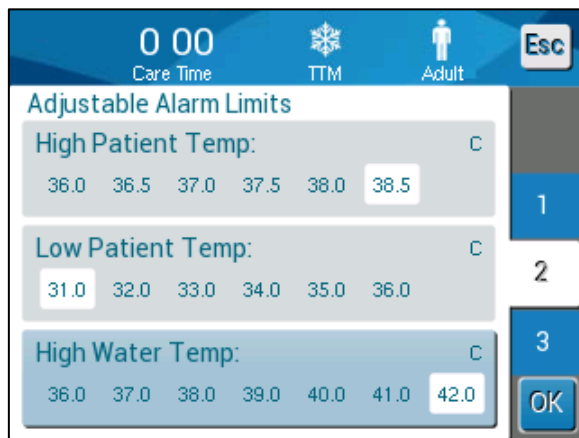 0 00
Care Time
TTM
Adult
Esc
Adjustable Alarm Limits
High Patient Temp: C
36.0 36.5 37.0 37.5 38.0 38.5
1
Low Patient Temp: C
31.0 32.0 33.0 34.0 35.0 36.0
2
High Water Temp: C
36.0 37.0 38.0 39.0 40.0 41.0 42.0
3
OK